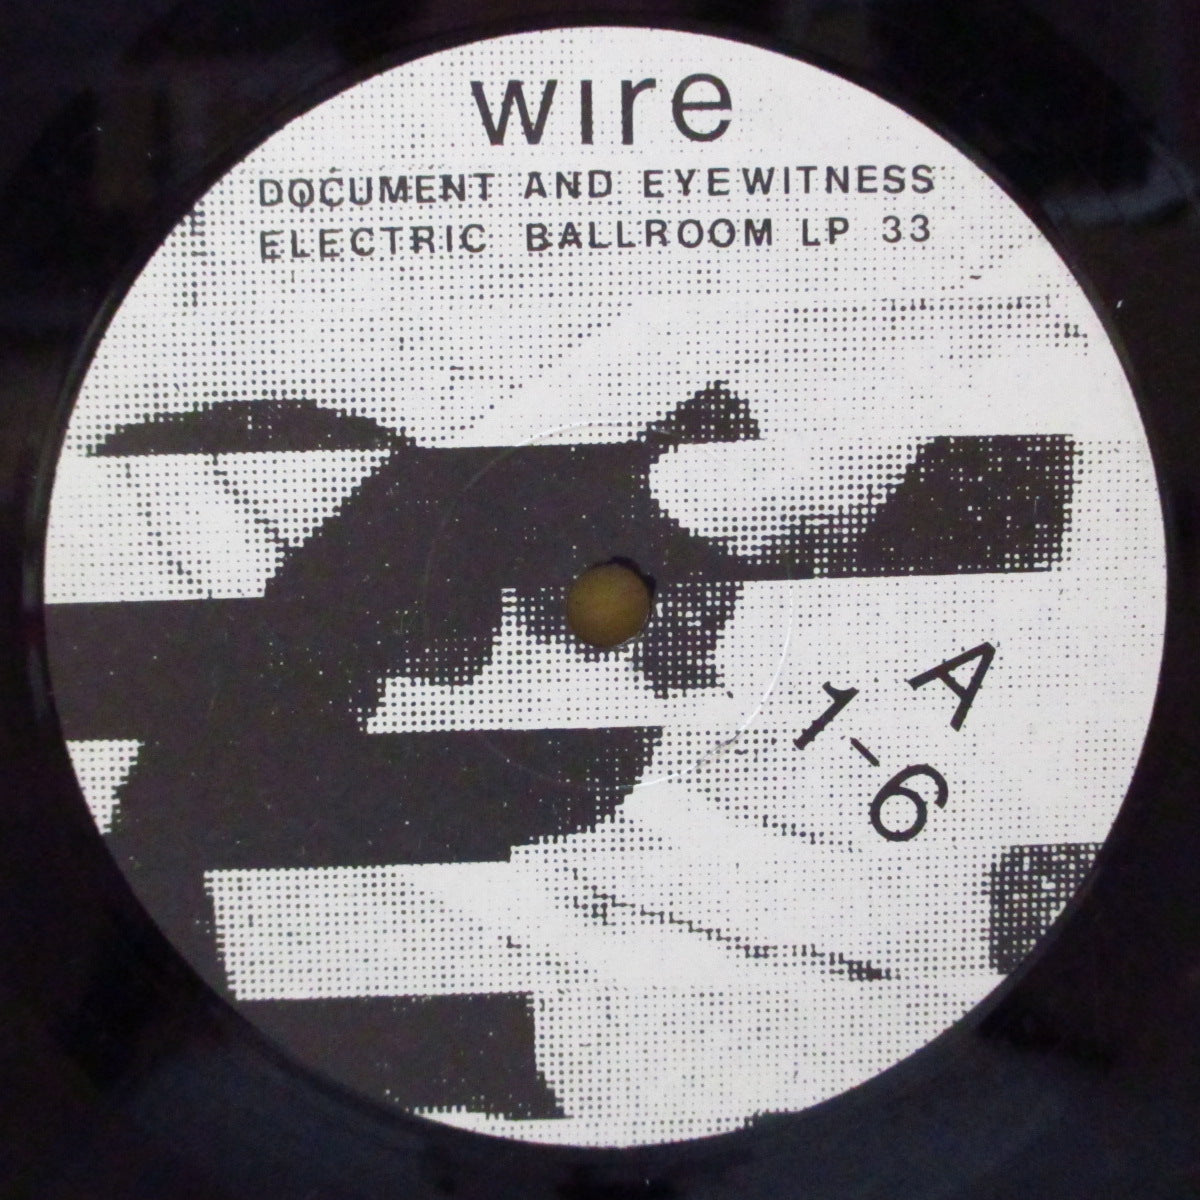 wire
DOCUMENT AND EYEWITNESS
ELECTRIC BALLROOM LP 33
A
1-6